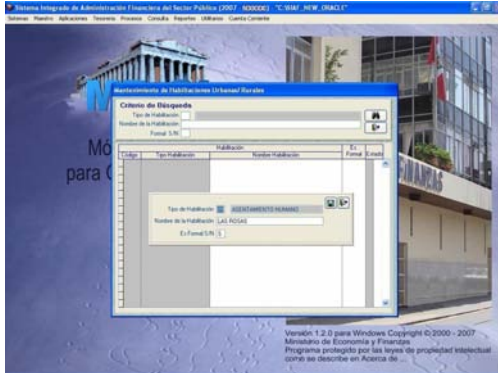 Sistema Integrado de Administración Financiera del Sector Público (2007
Sistemas Maestro Aplicaciones Tesorería Procesos Consulta Reportes Utilitarios Cuenta Corriente
M
Mó
para
Mantenimiento de Habilitaciones Urbanas/ Rurales
Criterio de Búsqueda
Tipo de Habilitación
Nombre de la Habilitación
Formal S/N
Habilitación
Es
Código Tipo Habilitación Nombre Habilitación Formal Estado
Tipo de Habilitación ASENTAMIENTO HUMANO
Nombre de la Habilitación LAS ROSAS
Es Formal S/N S
Versión 1.2.0 para Windows Copyright © 2000 - 2007
Ministerio de Economía y Finanzas
Programa protegido por las leyes de propiedad intelectual
como se describe en Acerca de ...